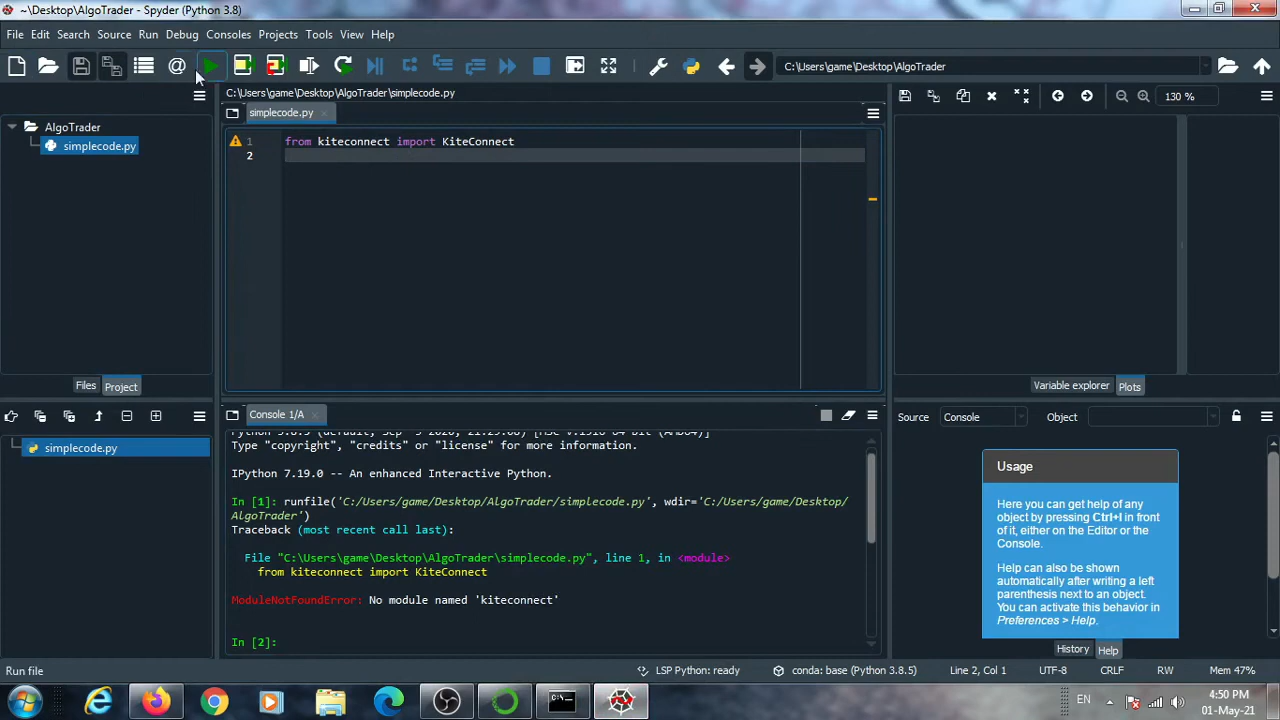 ~\Desktop\AlgoTrader - Spyder (Python 3.8)
File Edit Search Source Run Debug Consoles Projects Tools View Help
C:\Users\game\Desktop\AlgoTrader
C:\Users\game\Desktop\AlgoTrader\simplecode.py
130 %
AlgoTrader
simplecode.py
simplecode.py
1 from kiteconnect import KiteConnect
2
Files Project
Variable explorer Plots
simplecode.py
Console 1/A
Type "copyright", "credits" or "license" for more information.
IPython 7.19.0 -- An enhanced Interactive Python.
In [1]: runfile('C:/Users/game/Desktop/AlgoTrader/simplecode.py', wdir='C:/Users/game/Desktop/
AlgoTrader')
Traceback (most recent call last):
File "C:\Users\game\Desktop\AlgoTrader\simplecode.py", line 1, in <module>
from kiteconnect import KiteConnect
ModuleNotFoundError: No module named 'kiteconnect'
In [2]:
Source Console Object
Usage
Here you can get help of any
object by pressing Ctrl+I in front
of it, either on the Editor or the
Console.
Help can also be shown
automatically after writing a left
parenthesis next to an object.
You can activate this behavior in
Preferences > Help.
History Help
Run file
LSP Python: ready conda: base (Python 3.8.5) Line 2, Col 1 UTF-8 CRLF RW Mem 47%
EN
4:50 PM
01-May-21